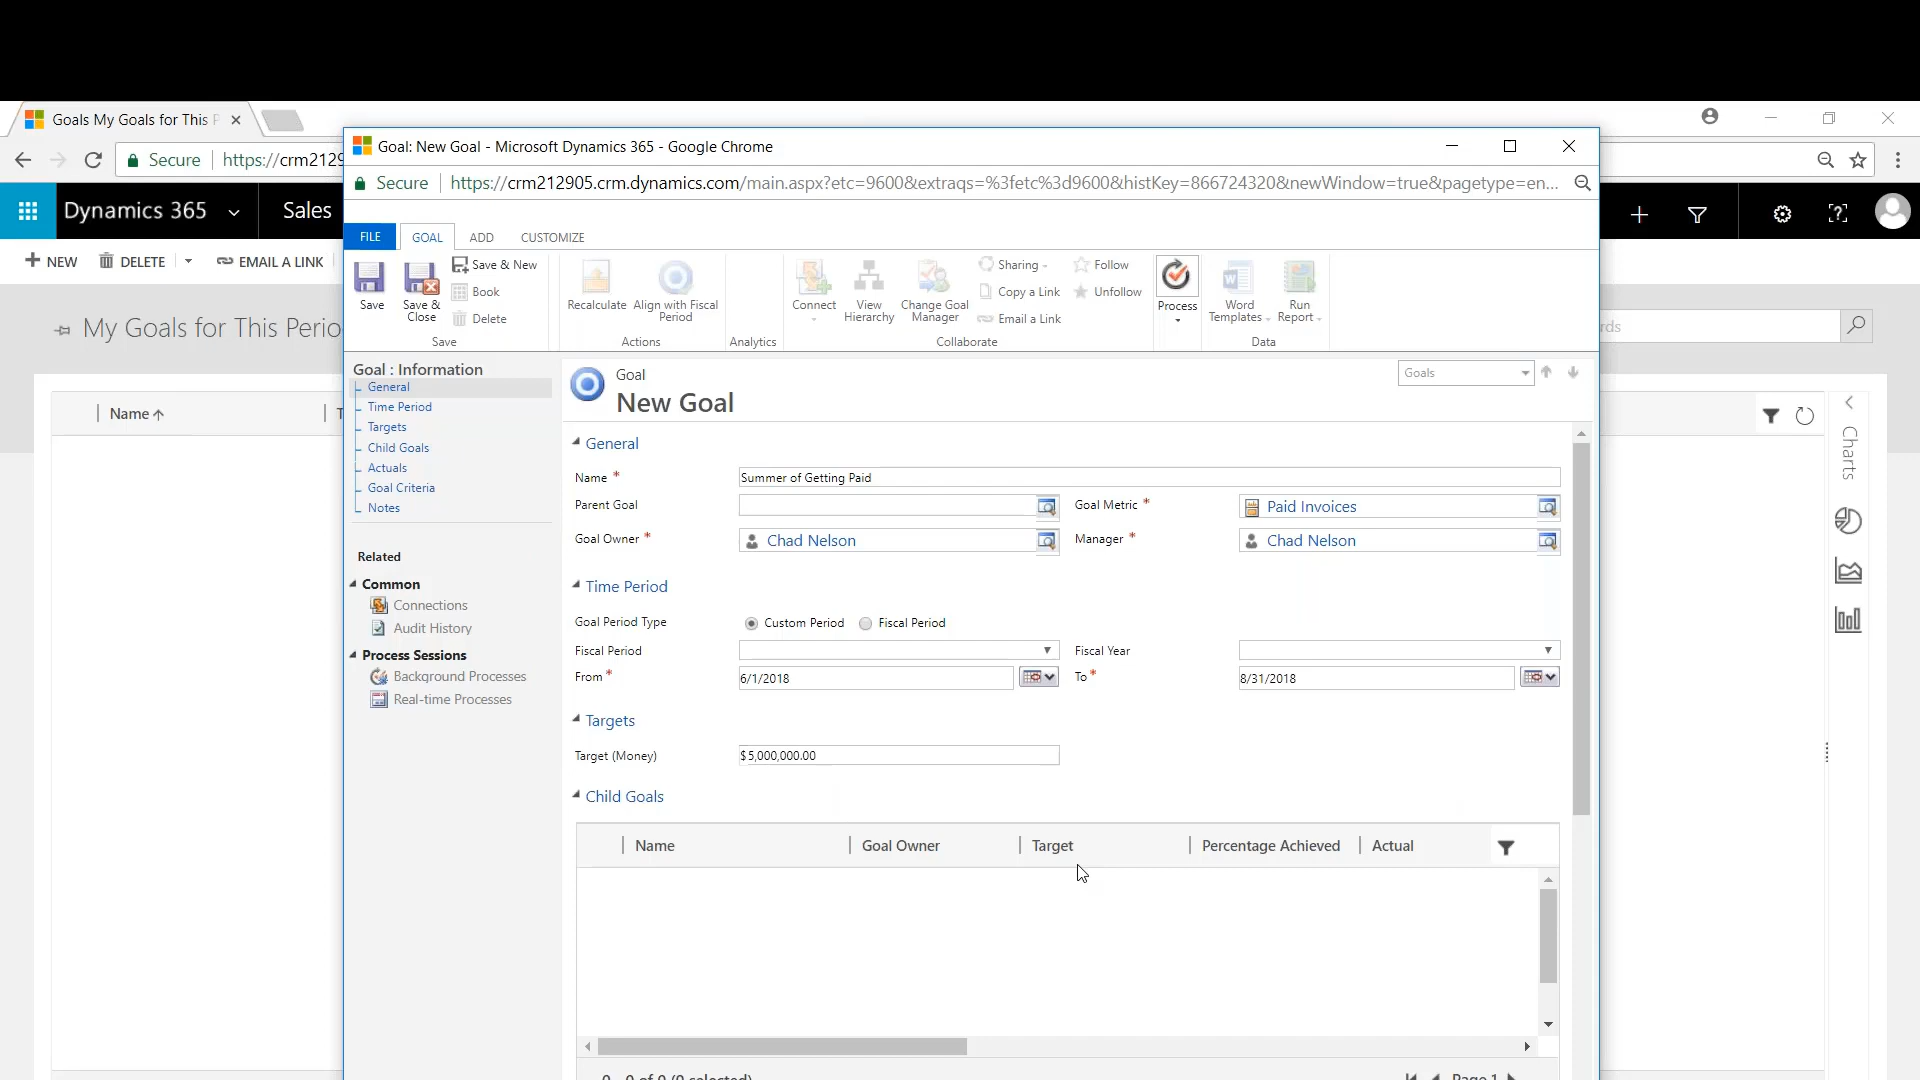 Goals My Goals for This P
Secure https://crm2129
Dynamics 365
Sales
NEW DELETE EMAIL A LINK
My Goals for This Perio
Name
Goal: New Goal - Microsoft Dynamics 365 - Google Chrome
Secure https://crm212905.crm.dynamics.com/main.aspx?etc=9600&extraqs=%3fetc%3d9600&histKey=866724320&newWindow=true&pagetype=en...
FILE GOAL ADD CUSTOMIZE
Save
Save & Close
Save & New
Book
Delete
Save
Recalculate
Align with Fiscal Period
Actions
Analytics
Connect
View Hierarchy
Change Goal Manager
Sharing
Copy a Link
Email a Link
Follow
Unfollow
Collaborate
Process
Word Templates
Run Report
Data
Goal : Information
General
Time Period
Targets
Child Goals
Actuals
Goal Criteria
Notes
Related
Common
Connections
Audit History
Process Sessions
Background Processes
Real-time Processes
Goal
New Goal
Goals
General
Name * Summer of Getting Paid
Parent Goal
Goal Metric * Paid Invoices
Goal Owner * Chad Nelson
Manager * Chad Nelson
Time Period
Goal Period Type Custom Period Fiscal Period
Fiscal Period
Fiscal Year
From * 6/1/2018
To * 8/31/2018
Targets
Target (Money) $5,000,000.00
Child Goals
Name Goal Owner Target Percentage Achieved Actual
0 - 0 of 0 (0 selected)
Page 1
rds
Charts